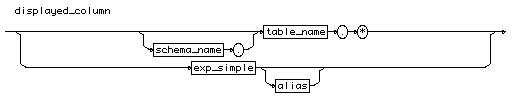 displayed_column
table_name . *
schema_name .
exp_simple
alias